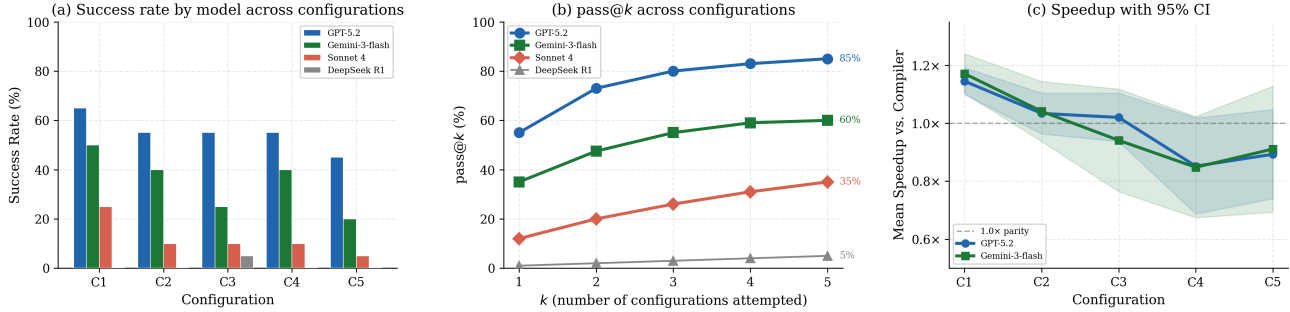 (a) Success rate by model across configurations
100
80
60
40
20
0
Success Rate (%)
C1 C2 C3 C4 C5
Configuration
GPT-5.2
Gemini-3-flash
Sonnet 4
DeepSeek R1
(b) pass@k across configurations
100
80
60
40
20
0
pass@k (%)
1 2 3 4 5
k (number of configurations attempted)
GPT-5.2
Gemini-3-flash
Sonnet 4
DeepSeek R1
85%
60%
35%
5%
(c) Speedup with 95% CI
1.2×
1.0×
0.8×
0.6×
Mean Speedup vs. Compiler
C1 C2 C3 C4 C5
Configuration
1.0× parity
GPT-5.2
Gemini-3-flash